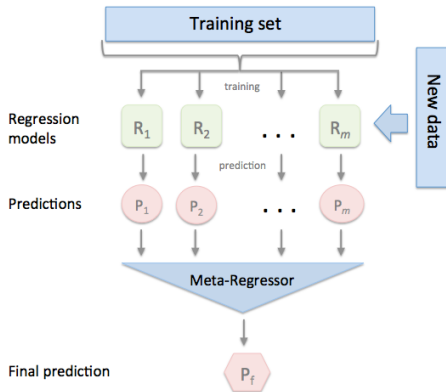 Training set
training
New data
Regression
models
R1 R2 . . . Rm
prediction
Predictions
P1 P2 . . . Pm
Meta-Regressor
Final prediction
Pf